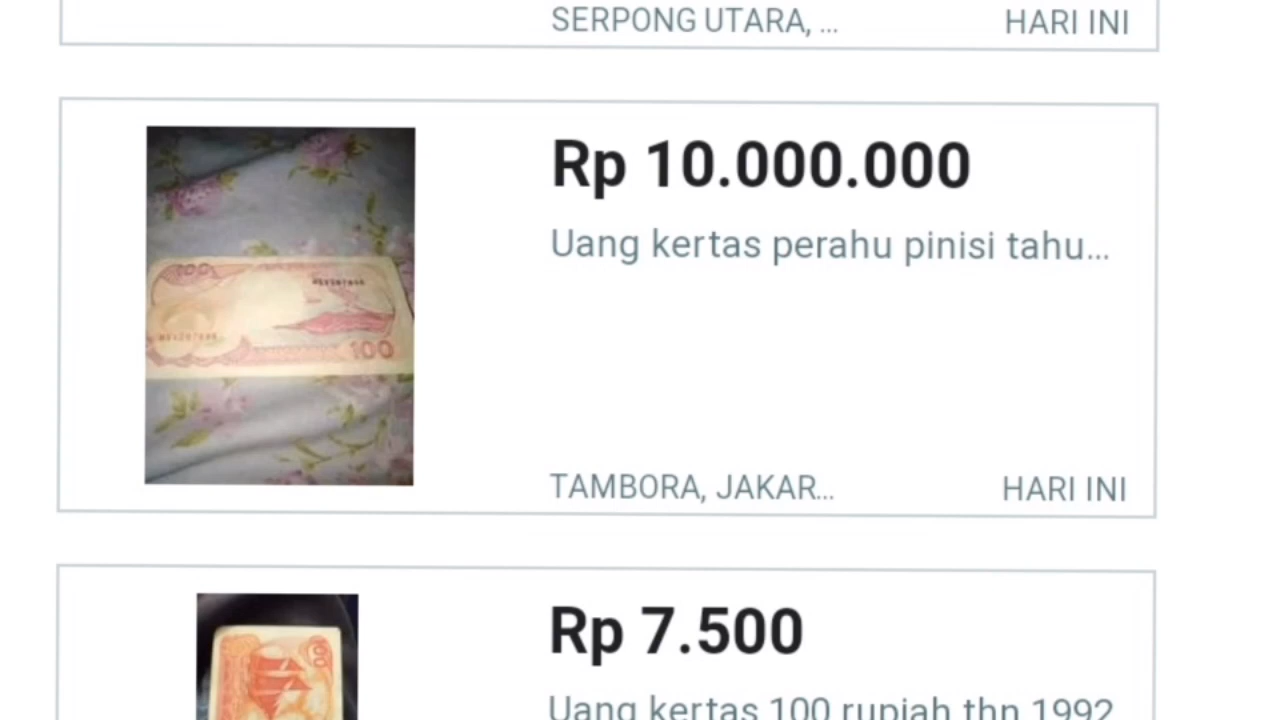 SERPONG UTARA, ...
HARI INI
Rp 10.000.000
Uang kertas perahu pinisi tahu...
100
100
TAMBORA, JAKAR...
HARI INI
Rp 7.500
100
Uang kertas 100 rupiah thn 1992